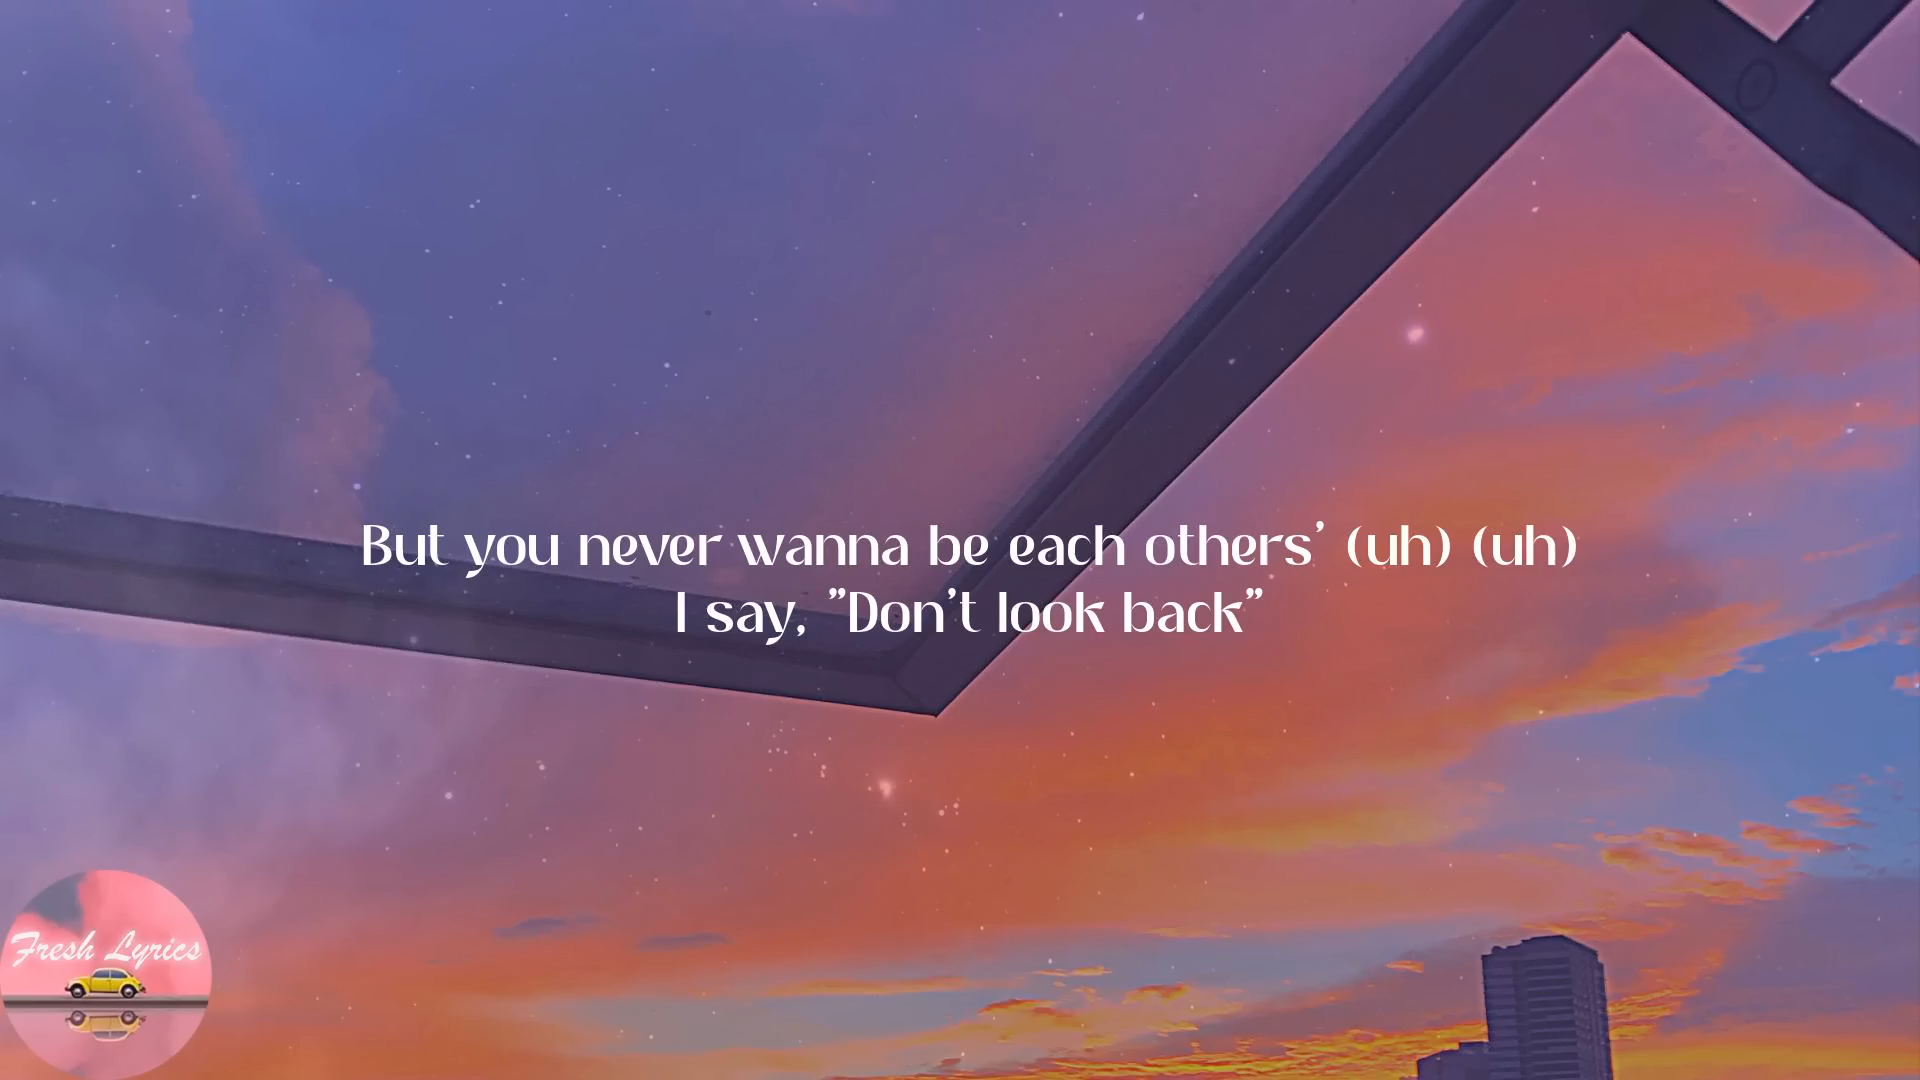 But you never wanna be each others' (uh) (uh)
I say, "Don't look back"
Fresh Lyrics